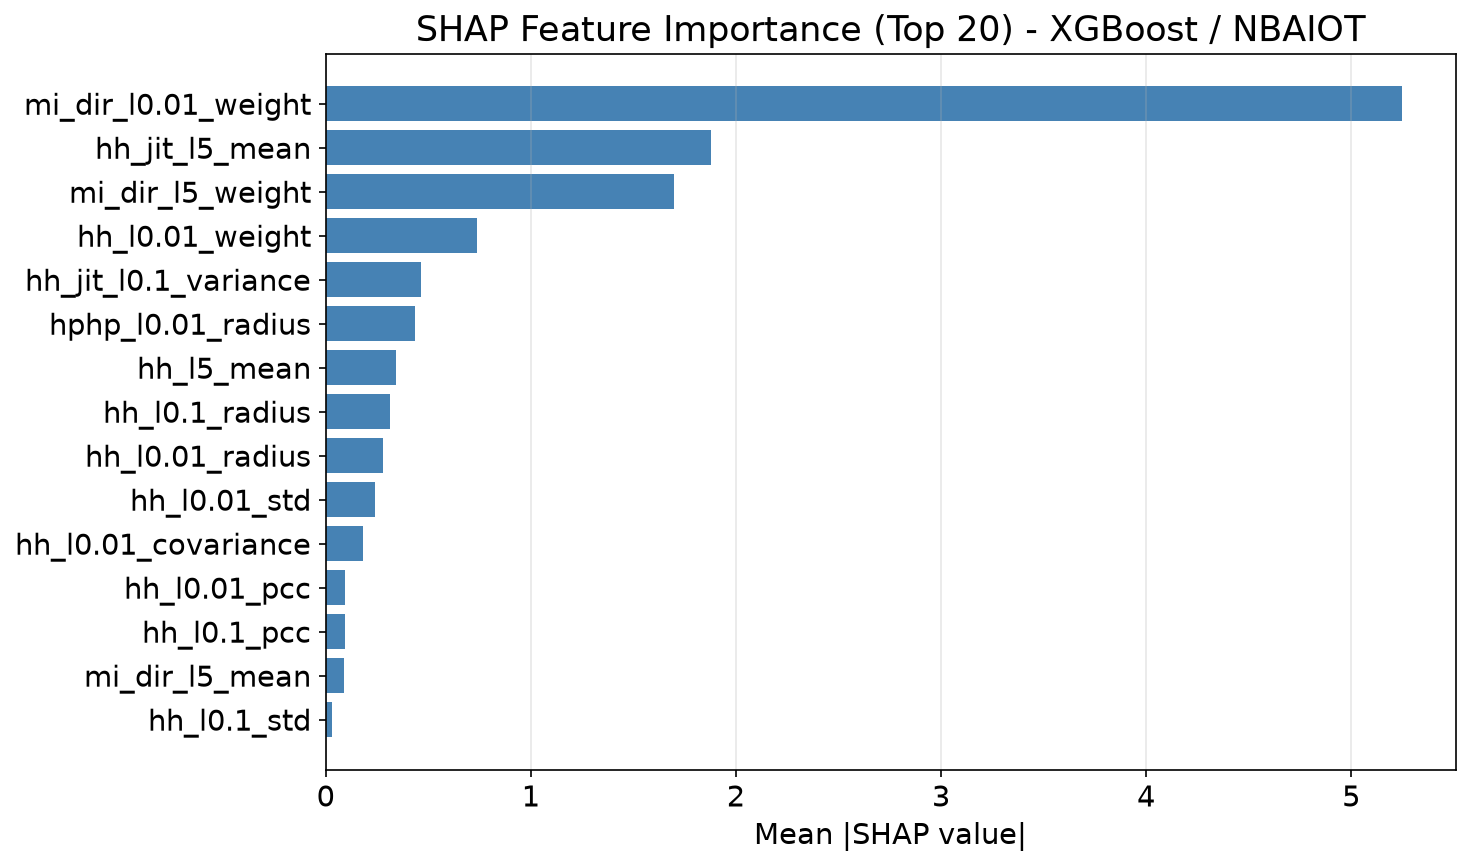 SHAP Feature Importance (Top 20) - XGBoost / NBAIOT
mi_dir_l0.01_weight
hh_jit_l5_mean
mi_dir_l5_weight
hh_l0.01_weight
hh_jit_l0.1_variance
hphp_l0.01_radius
hh_l5_mean
hh_l0.1_radius
hh_l0.01_radius
hh_l0.01_std
hh_l0.01_covariance
hh_l0.01_pcc
hh_l0.1_pcc
mi_dir_l5_mean
hh_l0.1_std
0 1 2 3 4 5
Mean |SHAP value|